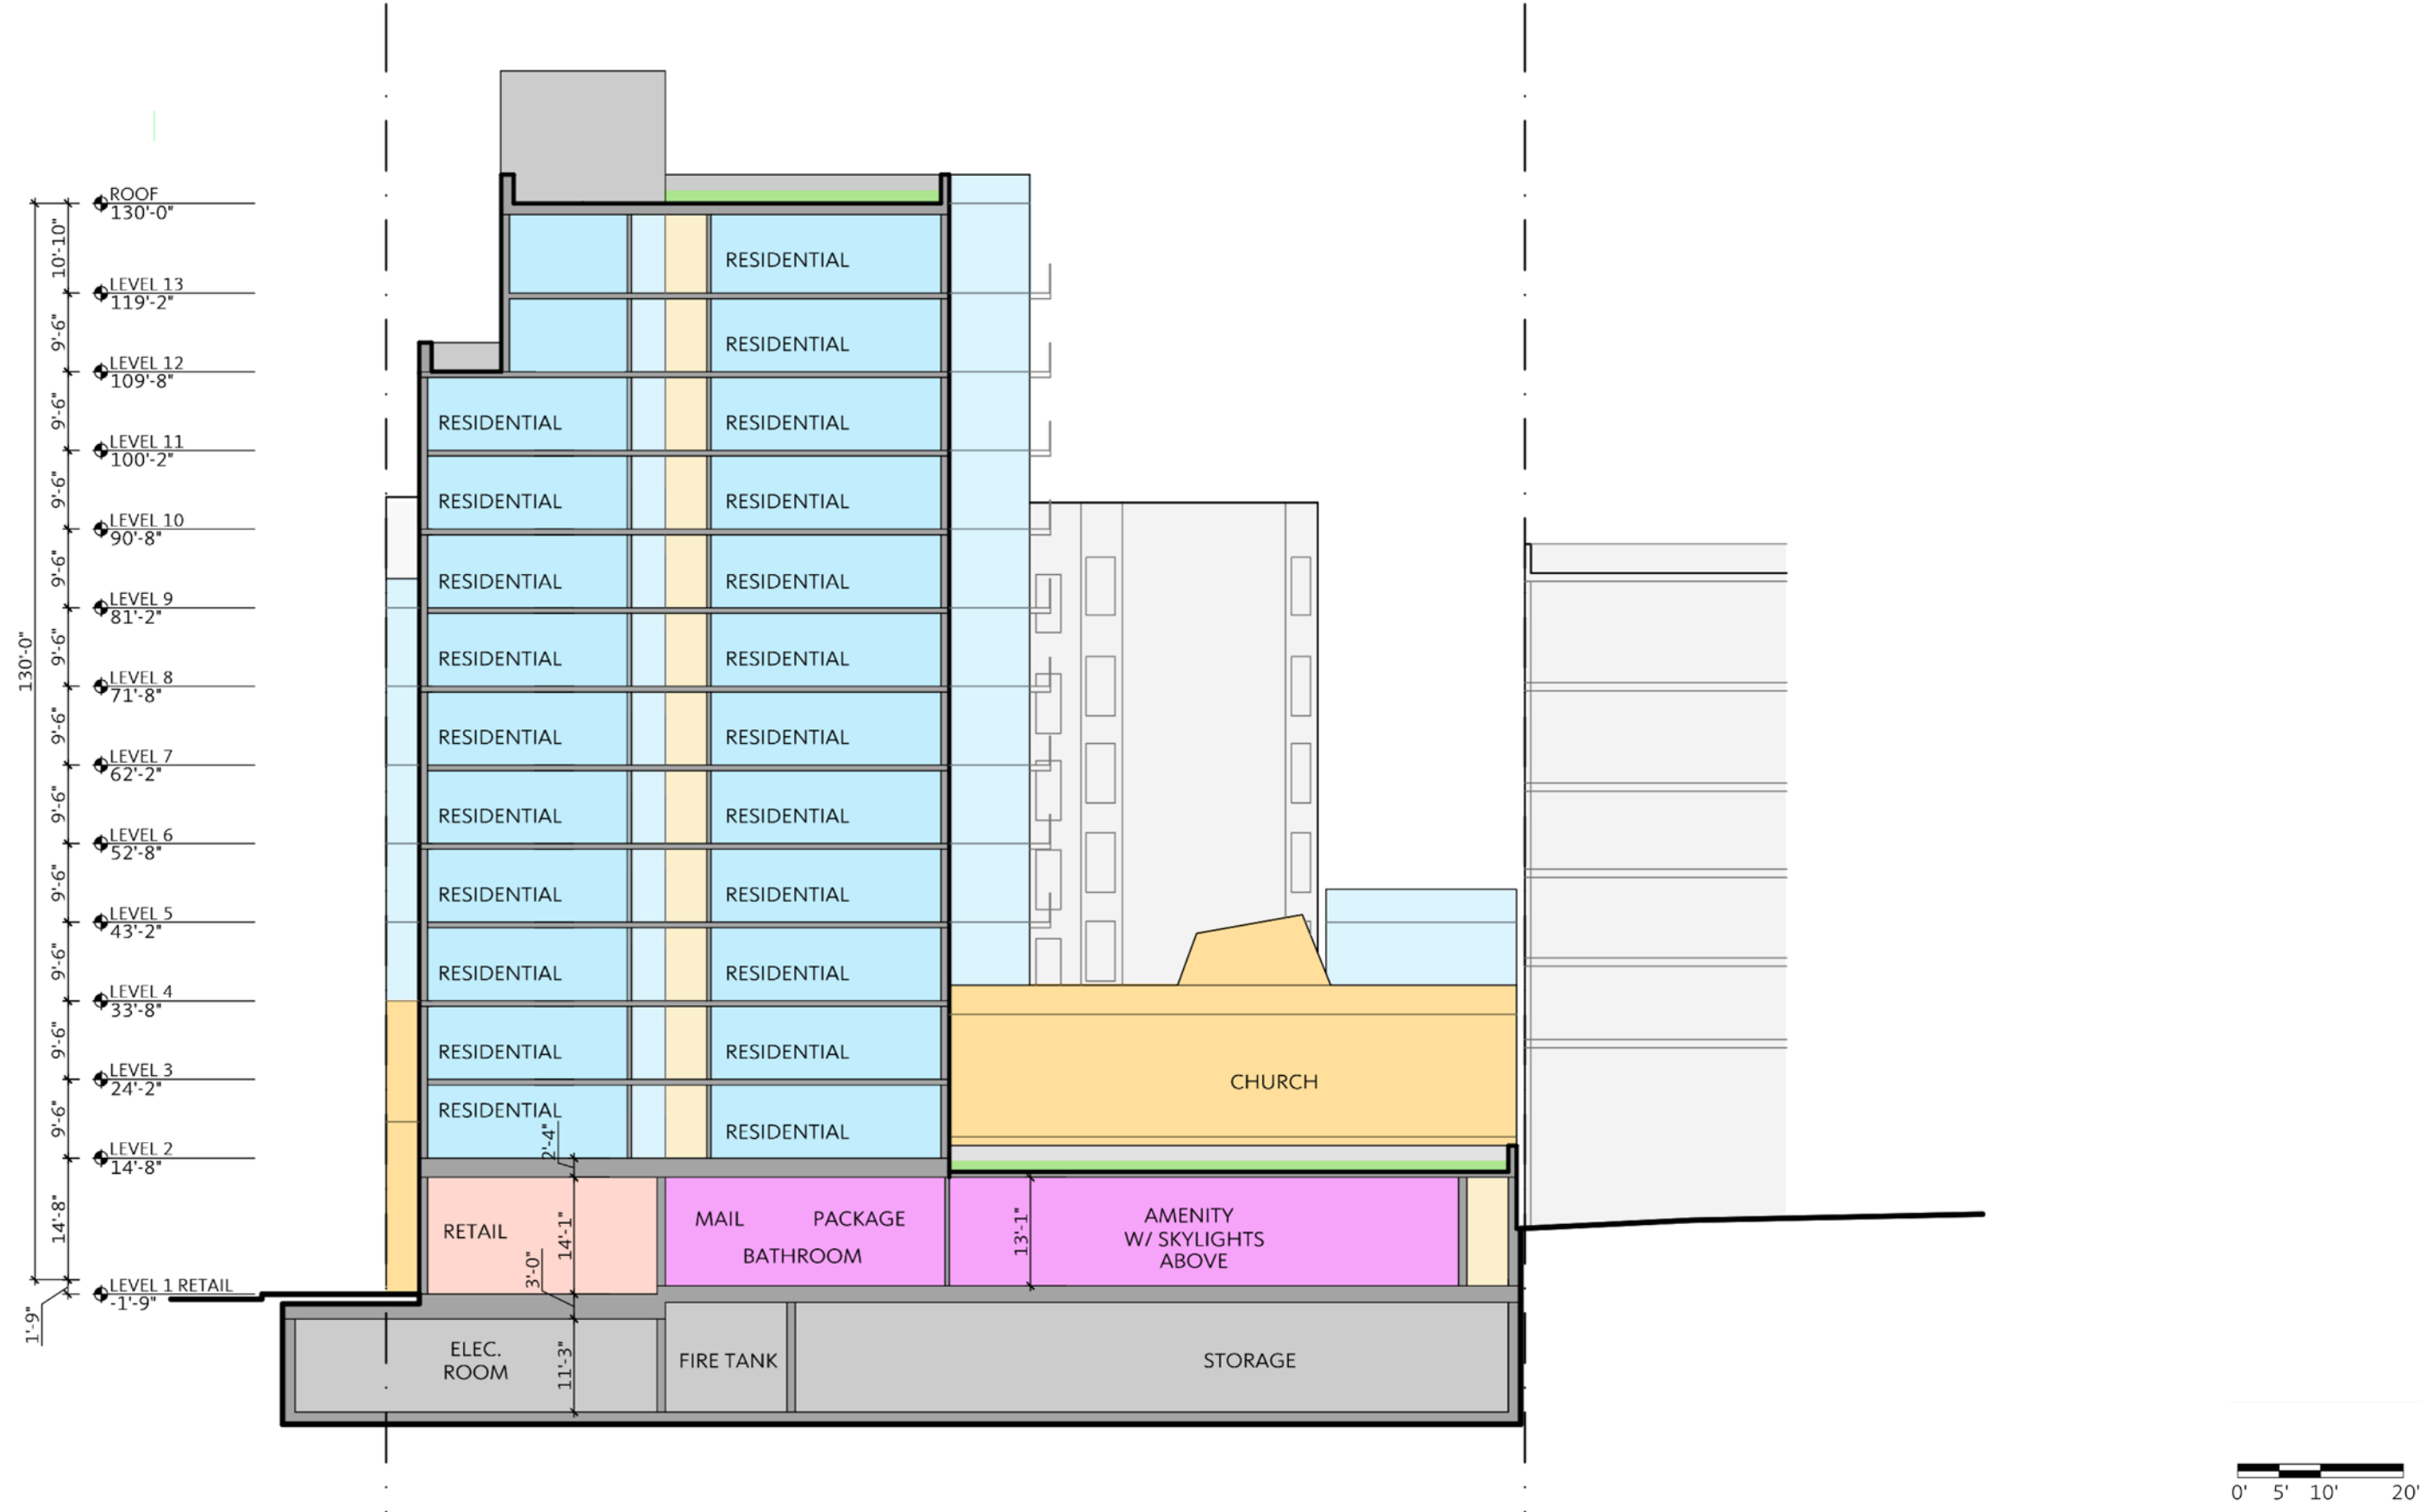 ROOF
130'-0"
10'-10"
LEVEL 13
119'-2"
9'-6"
LEVEL 12
109'-8"
9'-6"
LEVEL 11
100'-2"
9'-6"
LEVEL 10
90'-8"
9'-6"
LEVEL 9
81'-2"
9'-6"
LEVEL 8
71'-8"
9'-6"
LEVEL 7
62'-2"
9'-6"
LEVEL 6
52'-8"
9'-6"
LEVEL 5
43'-2"
9'-6"
LEVEL 4
33'-8"
9'-6"
LEVEL 3
24'-2"
9'-6"
LEVEL 2
14'-8"
14'-8"
LEVEL 1 RETAIL
-1'-9"
1'-9"
130'-0"
RESIDENTIAL
RESIDENTIAL
RESIDENTIAL RESIDENTIAL
RESIDENTIAL RESIDENTIAL
RESIDENTIAL RESIDENTIAL
RESIDENTIAL RESIDENTIAL
RESIDENTIAL RESIDENTIAL
RESIDENTIAL RESIDENTIAL
RESIDENTIAL RESIDENTIAL
RESIDENTIAL RESIDENTIAL
RESIDENTIAL RESIDENTIAL
RESIDENTIAL RESIDENTIAL
CHURCH
2'-4"
RETAIL
14'-1"
3'-0"
MAIL PACKAGE
BATHROOM
13'-1"
AMENITY
W/ SKYLIGHTS
ABOVE
ELEC.
ROOM
11'-3"
FIRE TANK
STORAGE
0' 5' 10' 20'